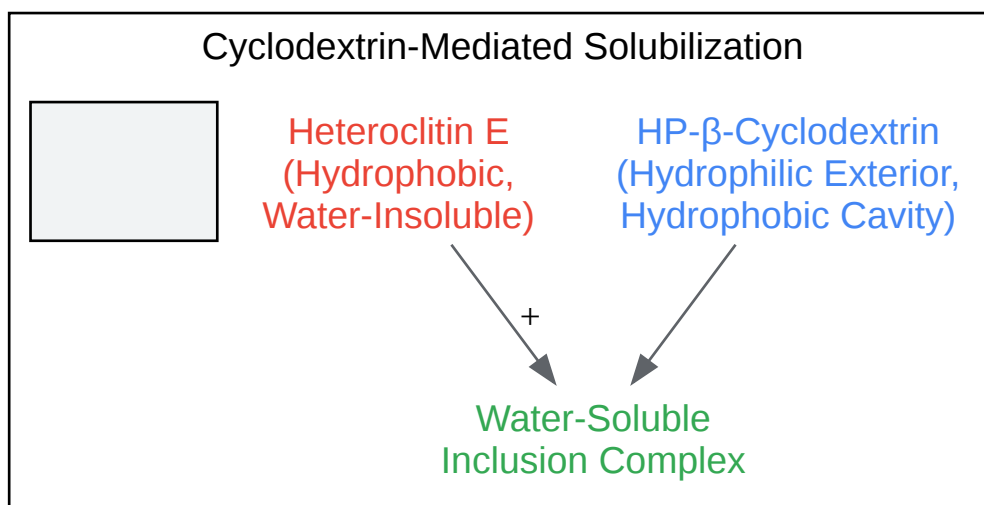 Cyclodextrin-Mediated Solubilization
Heteroclitin E
(Hydrophobic,
Water-Insoluble)
HP-β-Cyclodextrin
(Hydrophilic Exterior,
Hydrophobic Cavity)
+
Water-Soluble
Inclusion Complex